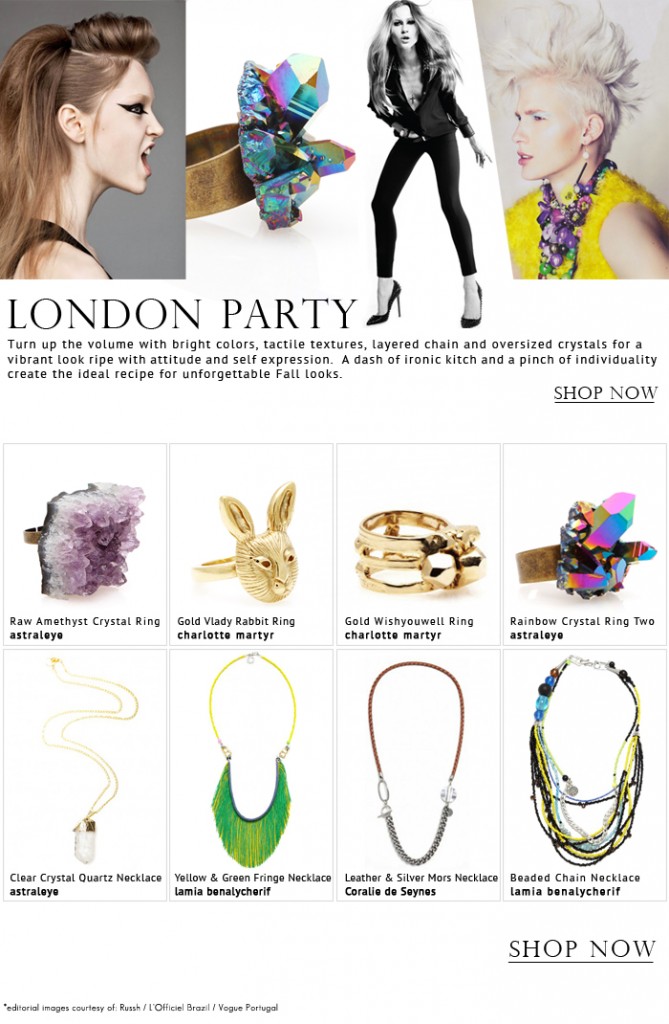 LONDON PARTY
Turn up the volume with bright colors, tactile textures, layered chain and oversized crystals for a
vibrant look ripe with attitude and self expression. A dash of ironic kitch and a pinch of individuality
create the ideal recipe for unforgettable Fall looks.
SHOP NOW
Raw Amethyst Crystal Ring
astraleye
Gold Vlady Rabbit Ring
charlotte martyr
Gold Wishyouwell Ring
charlotte martyr
Rainbow Crystal Ring Two
astraleye
Clear Crystal Quartz Necklace
astraleye
Yellow & Green Fringe Necklace
lamia benalycherif
Leather & Silver Mors Necklace
Coralie de Seynes
Beaded Chain Necklace
lamia benalycherif
SHOP NOW
*editorial images courtesy of: Russh / L'Officiel Brazil / Vogue Portugal